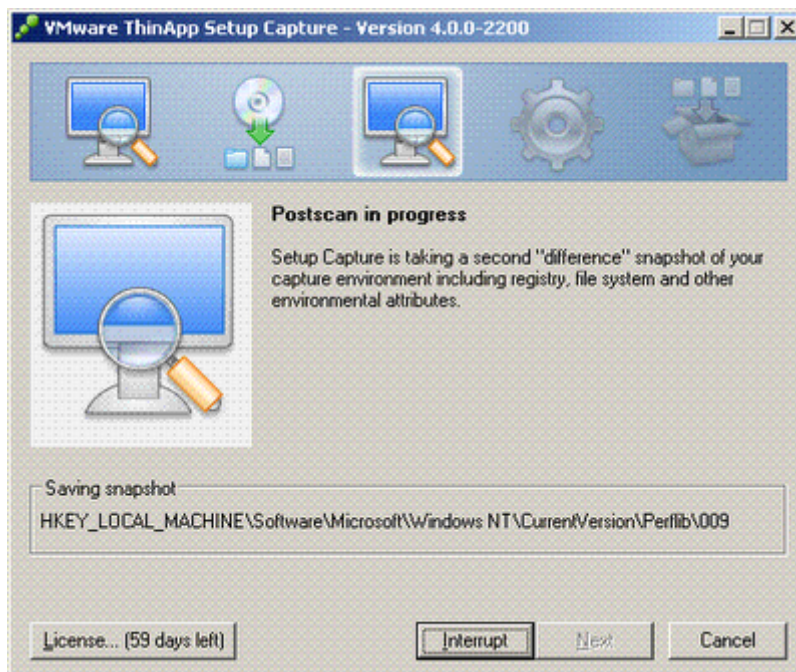 VMware ThinApp Setup Capture - Version 4.0.0-2200
Postscan in progress
Setup Capture is taking a second "difference" snapshot of your
capture environment including registry, file system and other
environmental attributes.
Saving snapshot
HKEY_LOCAL_MACHINE\Software\Microsoft\Windows NT\CurrentVersion\Perflib\009
License... (59 days left)
Interrupt
Next
Cancel